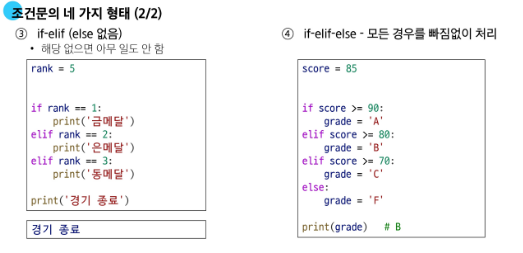 조건문의 네 가지 형태 (2/2)
③ if-elif (else 없음)
• 해당 없으면 아무 일도 안 함
rank = 5
if rank == 1:
    print('금메달')
elif rank == 2:
    print('은메달')
elif rank == 3:
    print('동메달')
print('경기 종료')
경기 종료
④ if-elif-else - 모든 경우를 빠짐없이 처리
score = 85
if score >= 90:
    grade = 'A'
elif score >= 80:
    grade = 'B'
elif score >= 70:
    grade = 'C'
else:
    grade = 'F'
print(grade)   # B